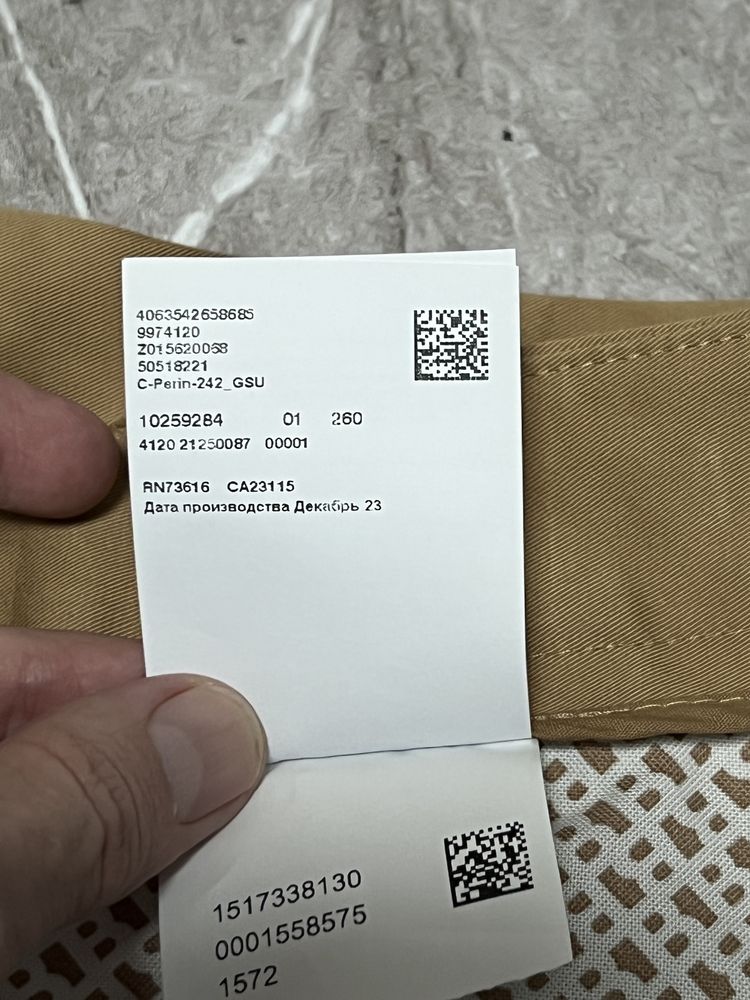 4063542658685
9974120
Z015620068
50518221
C-Perin-242_GSU
10259284 01 260
4120 21250087 00001
RN73616 CA23115
Дата производства Декабрь 23
1517338130
0001558575
1572